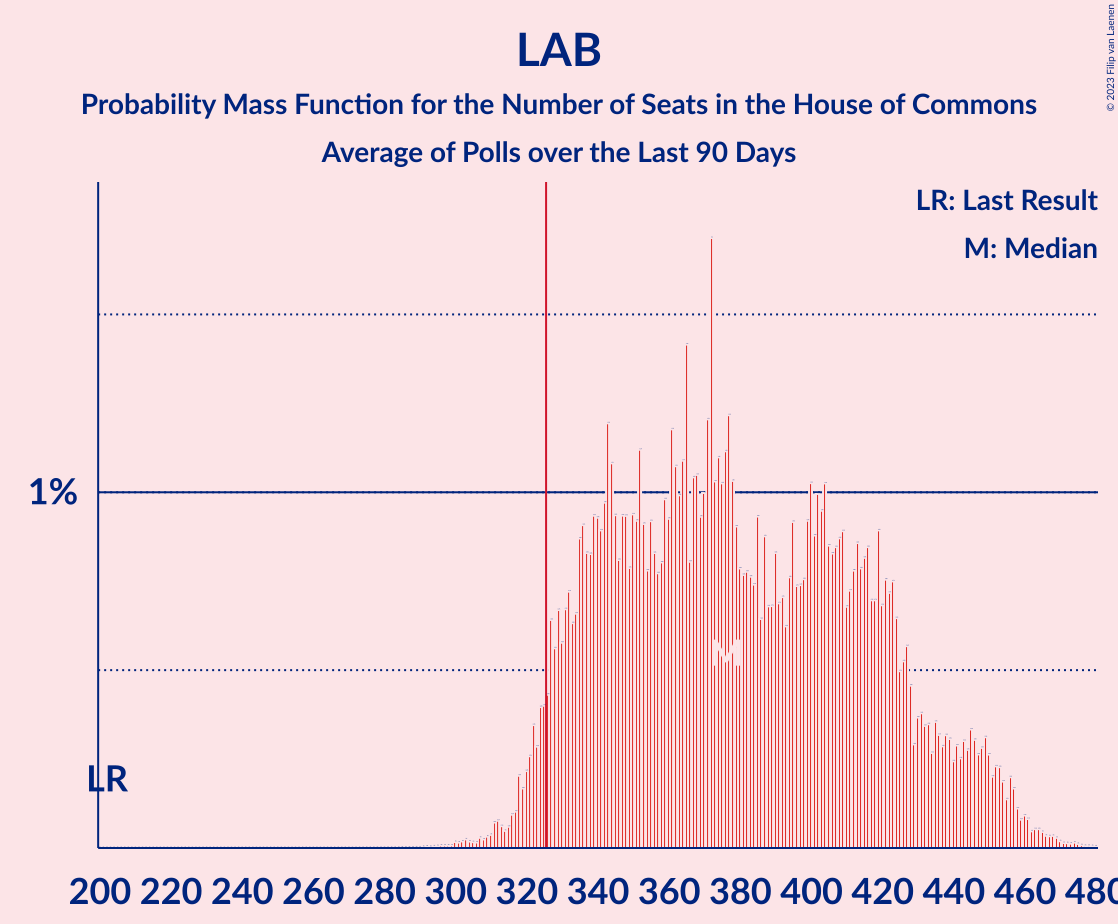 LAB
Probability Mass Function for the Number of Seats in the House of Commons
Average of Polls over the Last 90 Days
© 2023 Filip van Laenen
LR: Last Result
M: Median
1%
M
LR
200 220 240 260 280 300 320 340 360 380 400 420 440 460 480